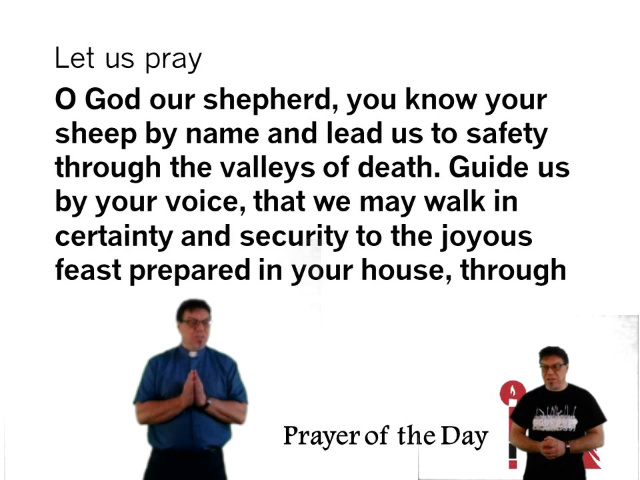 Let us pray
O God our shepherd, you know your
sheep by name and lead us to safety
through the valleys of death. Guide us
by your voice, that we may walk in
certainty and security to the joyous
feast prepared in your house, through
Prayer of the Day